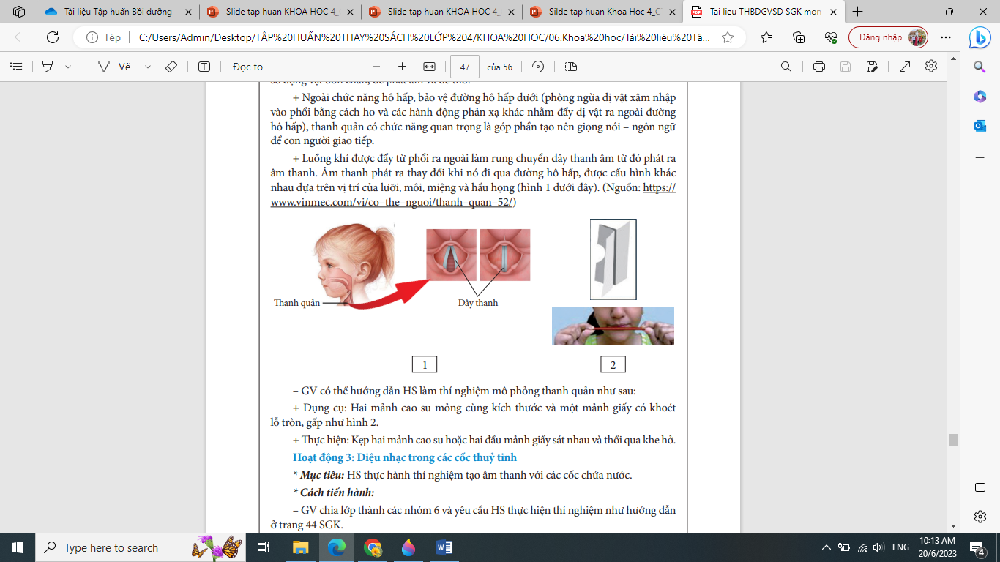 Tài liệu Tập huấn Bồi dưỡng -
Slide tap huan KHOA HOC 4_
Slide tap huan KHOA HOC 4_
Silde tap huan Khoa Hoc 4_C
Tai lieu THBDGVSD SGK mon
Tệp
C:/Users/Admin/Desktop/TẬP%20HUẤN%20THAY%20SÁCH%20LỚP%204/KHOA%20HOC/06.Khoa%20học/Tài%20liệu%20Tậ...
Đăng nhập
Vẽ
Đọc to
47
của 56
+ Ngoài chức năng hô hấp, bảo vệ đường hô hấp dưới (phòng ngừa dị vật xâm nhập
vào phổi bằng cách ho và các hành động phản xạ khác nhằm đẩy dị vật ra ngoài đường
hô hấp), thanh quản có chức năng quan trọng là góp phần tạo nên giọng nói – ngôn ngữ
để con người giao tiếp.
+ Luồng khí được đẩy từ phổi ra ngoài làm rung chuyển dây thanh âm từ đó phát ra
âm thanh. Âm thanh phát ra thay đổi khi nó đi qua đường hô hấp, được cấu hình khác
nhau dựa trên vị trí của lưỡi, môi, miệng và hầu họng (hình 1 dưới đây). (Nguồn: https://
www.vinmec.com/vi/co–the–nguoi/thanh–quan–52/)
Thanh quản
Dây thanh
1
2
– GV có thể hướng dẫn HS làm thí nghiệm mô phỏng thanh quản như sau:
+ Dụng cụ: Hai mảnh cao su mỏng cùng kích thước và một mảnh giấy có khoét
lỗ tròn, gấp như hình 2.
+ Thực hiện: Kẹp hai mảnh cao su hoặc hai đầu mảnh giấy sát nhau và thổi qua khe hở.
Hoạt động 3: Điệu nhạc trong các cốc thuỷ tinh
* Mục tiêu: HS thực hành thí nghiệm tạo âm thanh với các cốc chứa nước.
* Cách tiến hành:
– GV chia lớp thành các nhóm 6 và yêu cầu HS thực hiện thí nghiệm như hướng dẫn
ở trang 44 SGK.
Type here to search
ENG
10:13 AM
20/6/2023
4